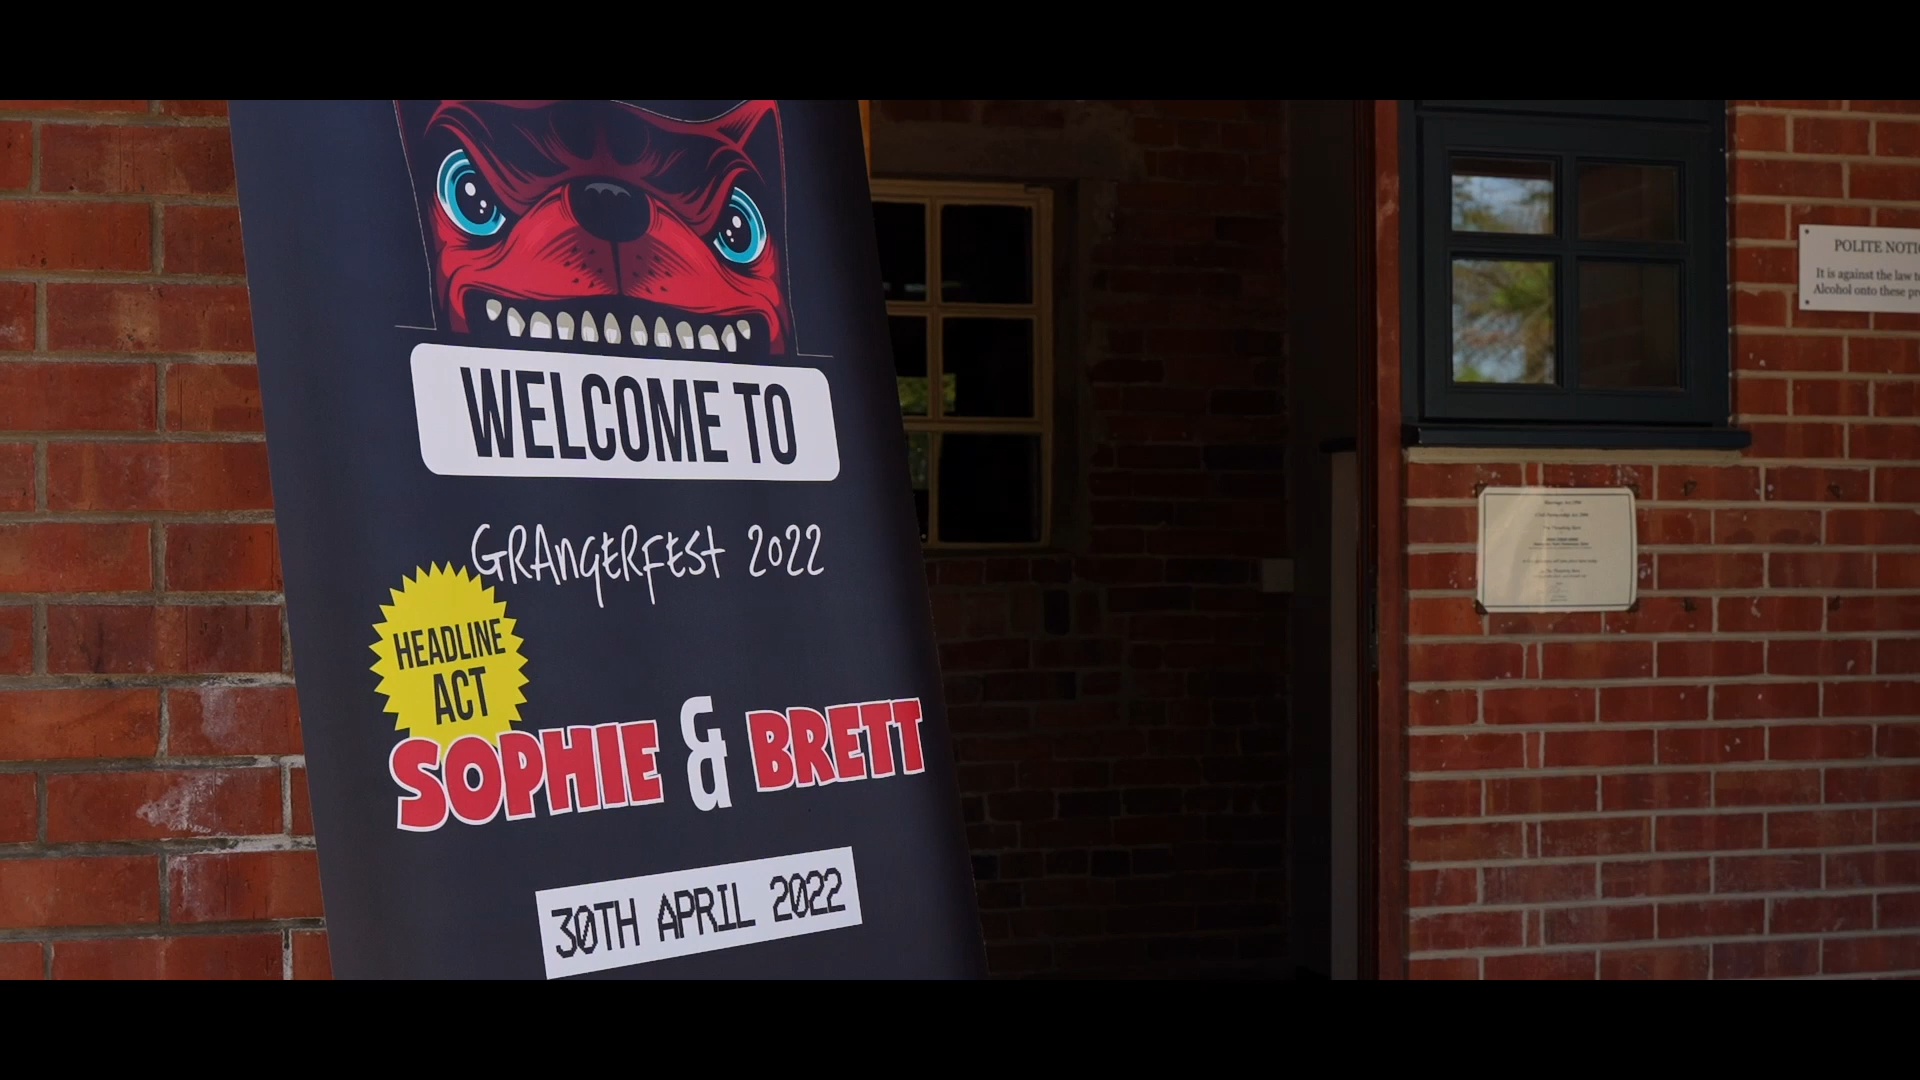 WELCOME TO
GRANGERFEST 2022
HEADLINE
ACT
SOPHIE & BRETT
30TH APRIL 2022
POLITE NOTI
It is against the law t
Alcohol onto these pr